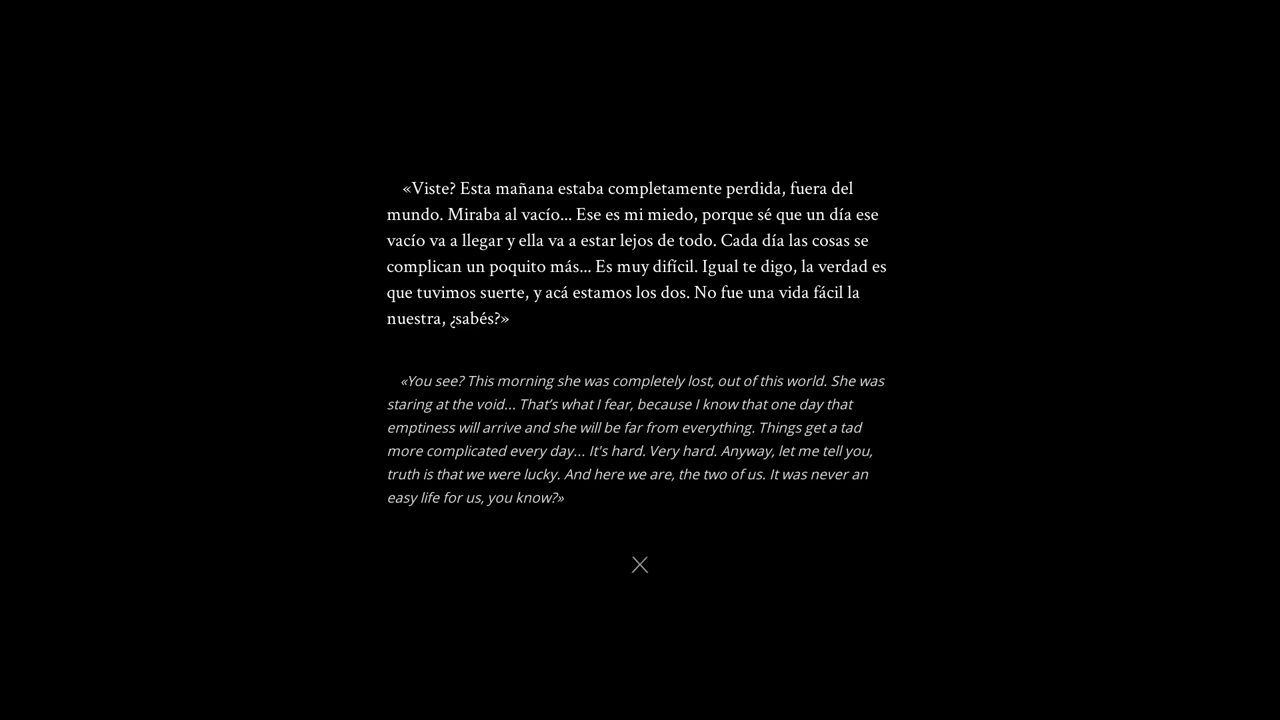 «Viste? Esta mañana estaba completamente perdida, fuera del
mundo. Miraba al vacío... Ese es mi miedo, porque sé que un día ese
vacío va a llegar y ella va a estar lejos de todo. Cada día las cosas se
complican un poquito más... Es muy difícil. Igual te digo, la verdad es
que tuvimos suerte, y acá estamos los dos. No fue una vida fácil la
nuestra, ¿sabés?»
«You see? This morning she was completely lost, out of this world. She was
staring at the void... That’s what I fear, because I know that one day that
emptiness will arrive and she will be far from everything. Things get a tad
more complicated every day... It's hard. Very hard. Anyway, let me tell you,
truth is that we were lucky. And here we are, the two of us. It was never an
easy life for us, you know?»